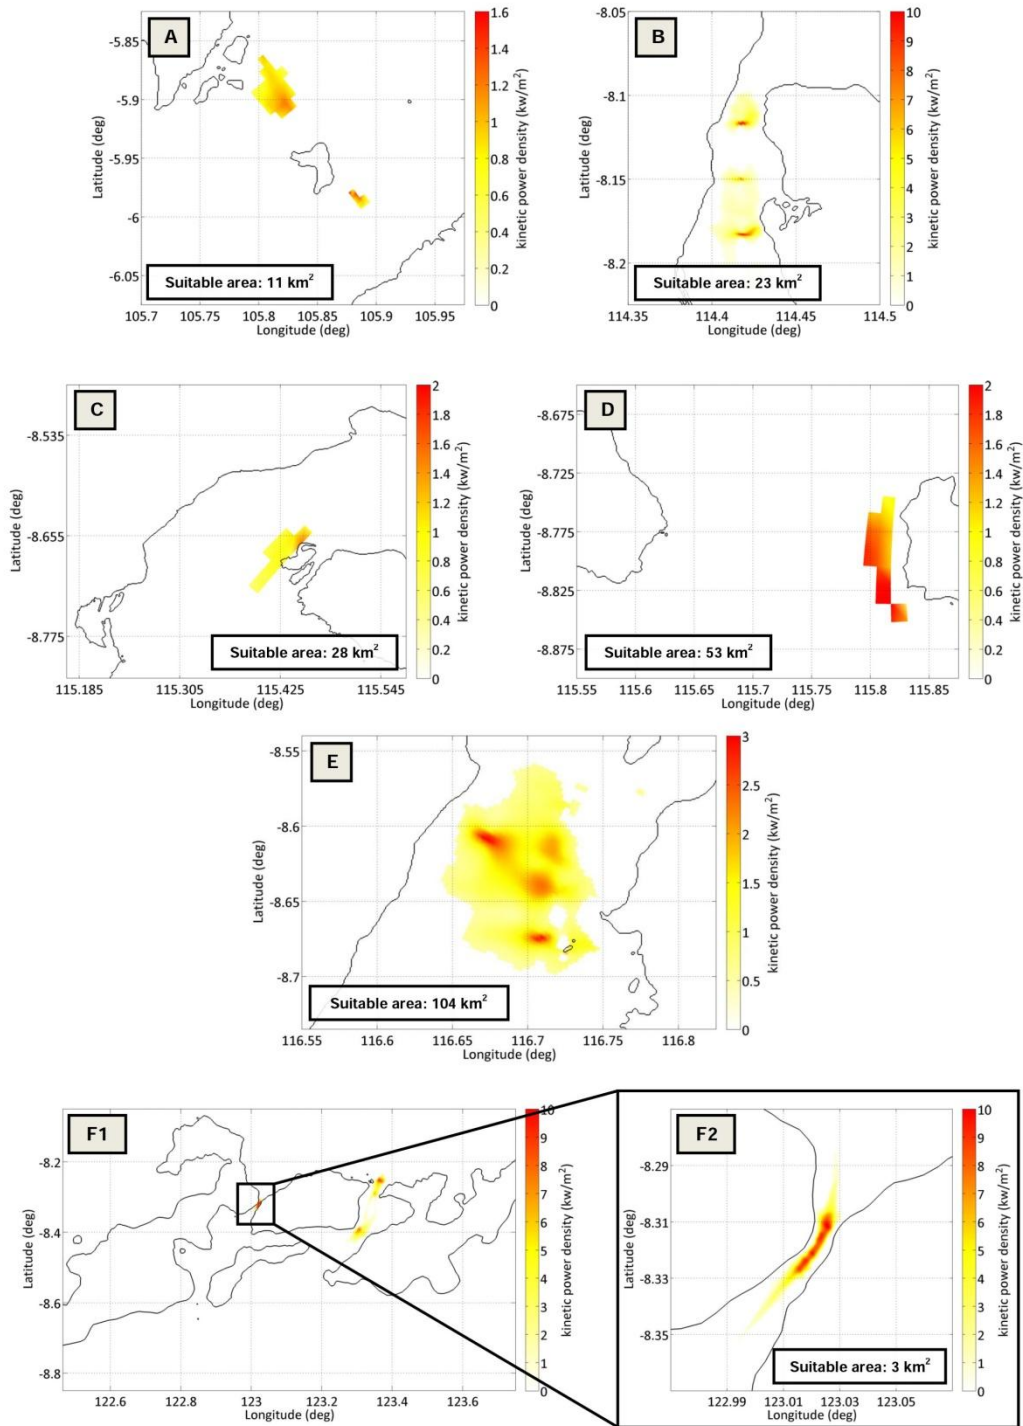 A
Latitude (deg)
-5.85
-5.9
-5.95
-6
-6.05
105.7 105.75 105.8 105.85 105.9 105.95
Longitude (deg)
Suitable area: 11 km²
1.6
1.4
1.2
1
0.8
0.6
0.4
0.2
0
kinetic power density (kw/m²)
B
Latitude (deg)
-8.05
-8.1
-8.15
-8.2
114.35 114.4 114.45 114.5
Longitude (deg)
Suitable area: 23 km²
10
9
8
7
6
5
4
3
2
1
0
kinetic power density (kw/m²)
C
Latitude (deg)
-8.535
-8.655
-8.775
115.185 115.305 115.425 115.545
Longitude (deg)
Suitable area: 28 km²
2
1.8
1.6
1.4
1.2
1
0.8
0.6
0.4
0.2
0
kinetic power density (kw/m²)
D
Latitude (deg)
-8.675
-8.725
-8.775
-8.825
-8.875
115.55 115.6 115.65 115.7 115.75 115.8 115.85
Longitude (deg)
Suitable area: 53 km²
2
1.8
1.6
1.4
1.2
1
0.8
0.6
0.4
0.2
0
kinetic power density (kw/m²)
E
Latitude (deg)
-8.55
-8.6
-8.65
-8.7
116.55 116.6 116.65 116.7 116.75 116.8
Longitude (deg)
Suitable area: 104 km²
3
2.5
2
1.5
1
0.5
0
kinetic power density (kw/m²)
F1
Latitude (deg)
-8.2
-8.4
-8.6
-8.8
122.6 122.8 123 123.2 123.4 123.6
Longitude (deg)
10
9
8
7
6
5
4
3
2
1
0
kinetic power density (kw/m²)
F2
Latitude (deg)
-8.29
-8.31
-8.33
-8.35
122.99 123.01 123.03 123.05
Longitude (deg)
Suitable area: 3 km²
10
9
8
7
6
5
4
3
2
1
0
kinetic power density (kw/m²)